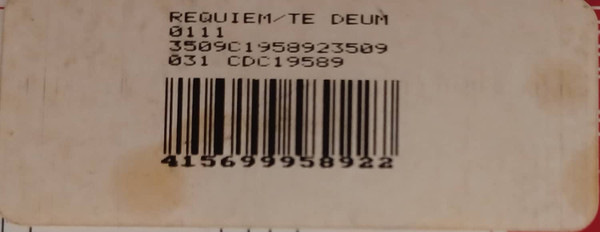 REQUIEM/TE DEUM
0111
3509C1958923509
031 CDC19589
415699958922